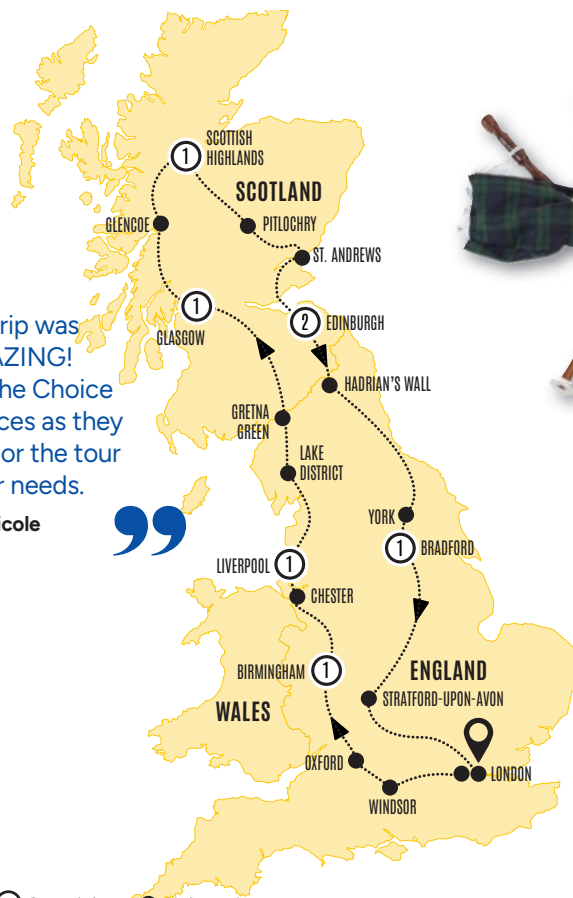 SCOTTISH
HIGHLANDS
1
SCOTLAND
GLENCOE
PITLOCHRY
ST. ANDREWS
1
GLASGOW
2
EDINBURGH
rip was
AZING!
he Choice
ces as they
or the tour
r needs.
icole
”
HADRIAN'S WALL
GRETNA
GREEN
LAKE
DISTRICT
YORK
1
BRADFORD
LIVERPOOL
1
CHESTER
BIRMINGHAM
1
ENGLAND
STRATFORD-UPON-AVON
WALES
OXFORD
LONDON
WINDSOR